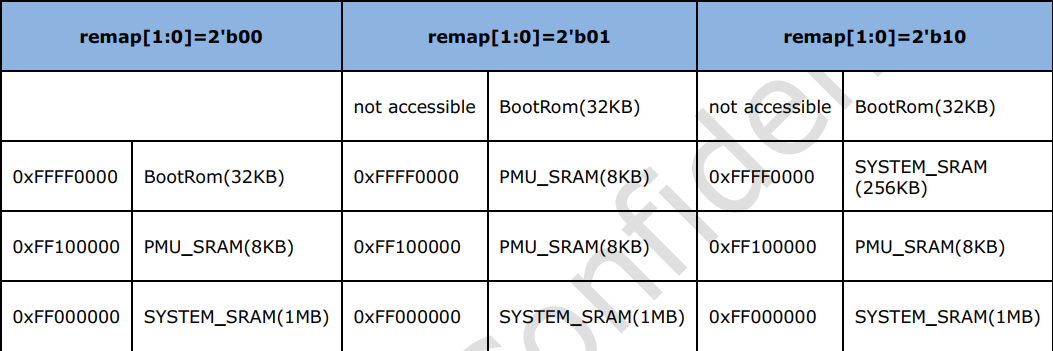 remap[1:0]=2'b00 remap[1:0]=2'b01 remap[1:0]=2'b10
not accessible BootRom(32KB) not accessible BootRom(32KB)
0xFFFF0000 BootRom(32KB) 0xFFFF0000 PMU_SRAM(8KB) 0xFFFF0000 SYSTEM_SRAM
(256KB)
0xFF100000 PMU_SRAM(8KB) 0xFF100000 PMU_SRAM(8KB) 0xFF100000 PMU_SRAM(8KB)
0xFF000000 SYSTEM_SRAM(1MB) 0xFF000000 SYSTEM_SRAM(1MB) 0xFF000000 SYSTEM_SRAM(1MB)